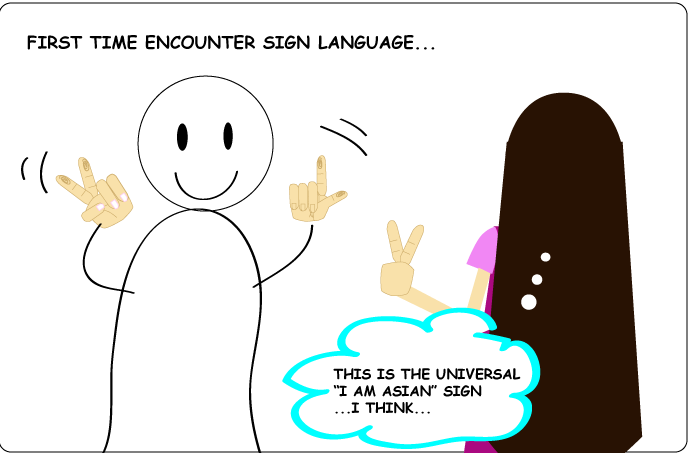 FIRST TIME ENCOUNTER SIGN LANGUAGE...
THIS IS THE UNIVERSAL
“I AM ASIAN” SIGN
...I THINK...